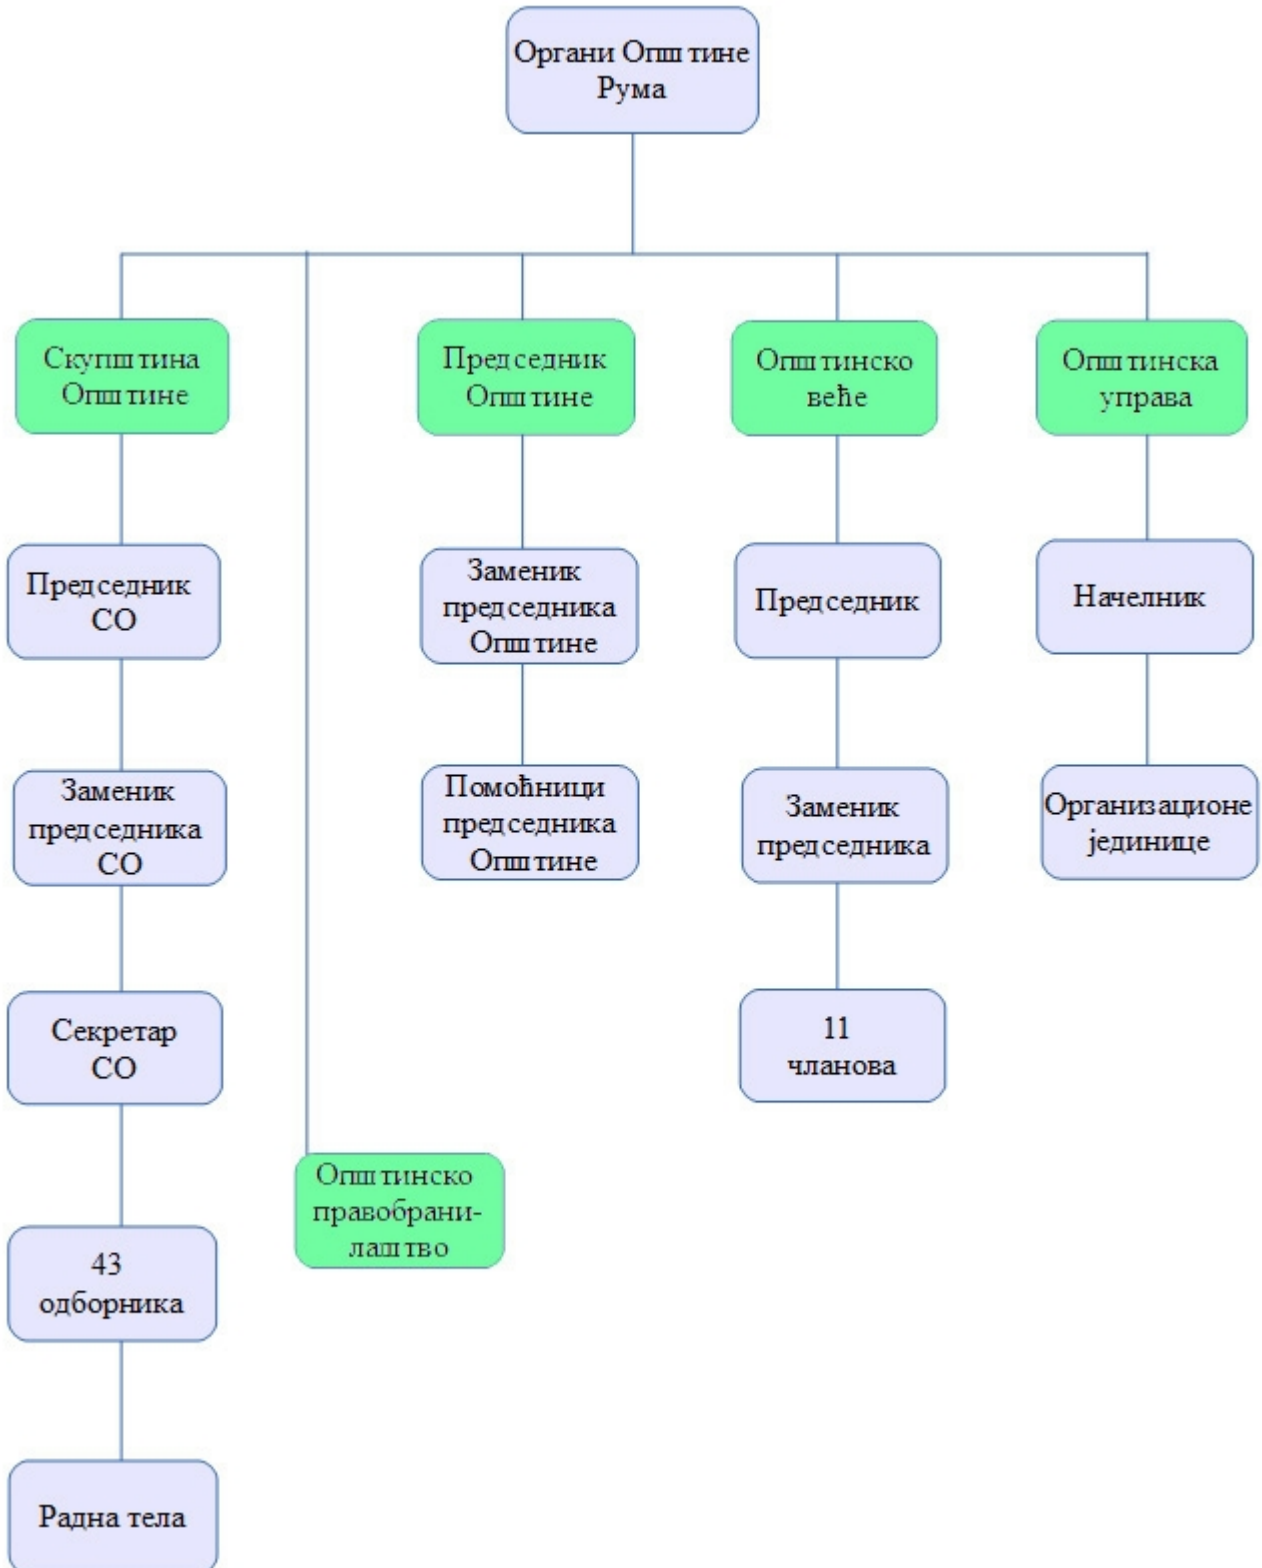 Органи Општине
Рума
Скупштина
Општине
Председник
Општине
Општинско
веће
Општинска
управа
Председник
СО
Заменик
председника
Општине
Председник
Начелник
Заменик
председника
СО
Помоћници
председника
Општине
Заменик
председника
Организационе
јединице
Секретар
СО
11
чланова
Општинско
правобрани-
лаштво
43
одборника
Радна тела